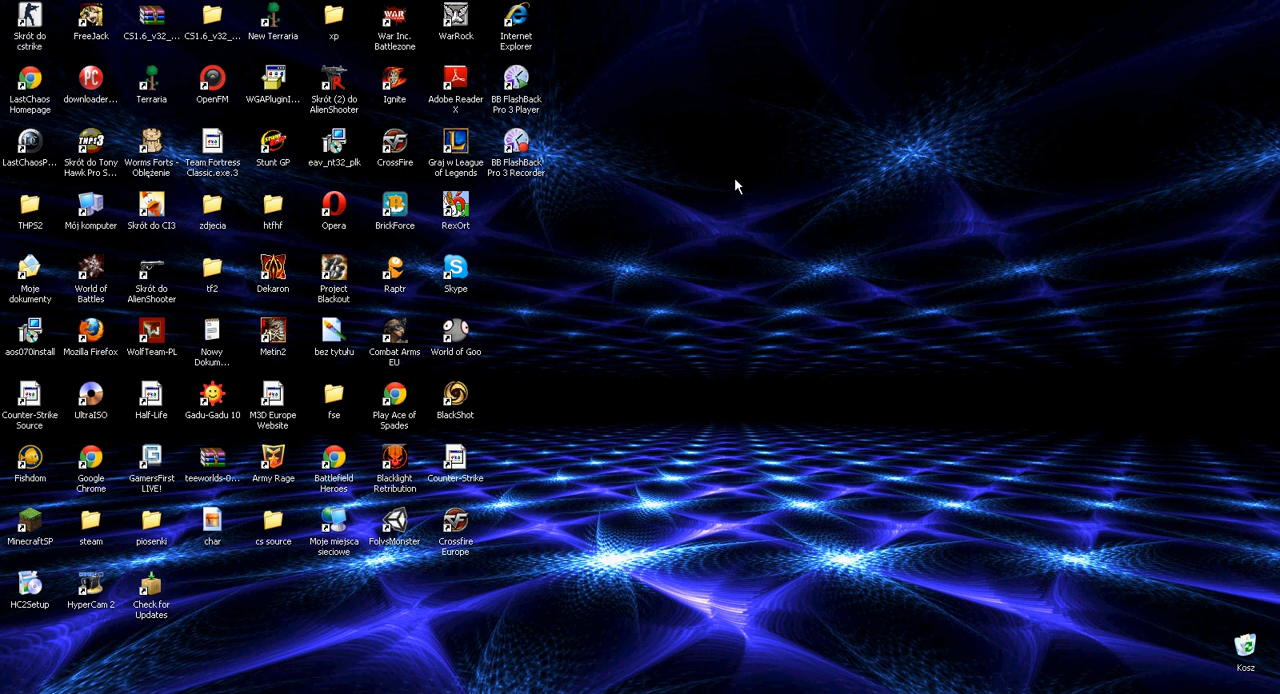 Skrót do
cstrike
FreeJack
CS1.6_v32_...
CS1.6_v32_...
New Terraria
xp
War Inc.
Battlezone
WarRock
Internet
Explorer
LastChaos
Homepage
downloader...
Terraria
OpenFM
WGAPluginI...
Skrót (2) do
AlienShooter
Ignite
Adobe Reader
X
BB FlashBack
Pro 3 Player
LastChaosP...
Skrót do Tony
Hawk Pro S...
Worms Forts -
Oblężenie
Team Fortress
Classic.exe.3
Stunt GP
eav_nt32_plk
CrossFire
Graj w League
of Legends
BB FlashBack
Pro 3 Recorder
THPS2
Mój komputer
Skrót do CI3
zdjecia
htfhf
Opera
BrickForce
RexOrt
Moje
dokumenty
World of
Battles
Skrót do
AlienShooter
tf2
Dekaron
Project
Blackout
Raptr
Skype
aos070install
Mozilla Firefox
WolfTeam-PL
Nowy
Dokum...
Metin2
bez tytułu
Combat Arms
EU
World of Goo
Counter-Strike
Source
UltraISO
Half-Life
Gadu-Gadu 10
M3D Europe
Website
fse
Play Ace of
Spades
BlackShot
Fishdom
Google
Chrome
GamersFirst
LIVE!
teeworlds-0...
Army Rage
Battlefield
Heroes
Blacklight
Retribution
Counter-Strike
MinecraftSP
steam
piosenki
char
cs source
Moje miejsca
sieciowe
FolvsMonster
Crossfire
Europe
HC2Setup
HyperCam 2
Check for
Updates
Kosz